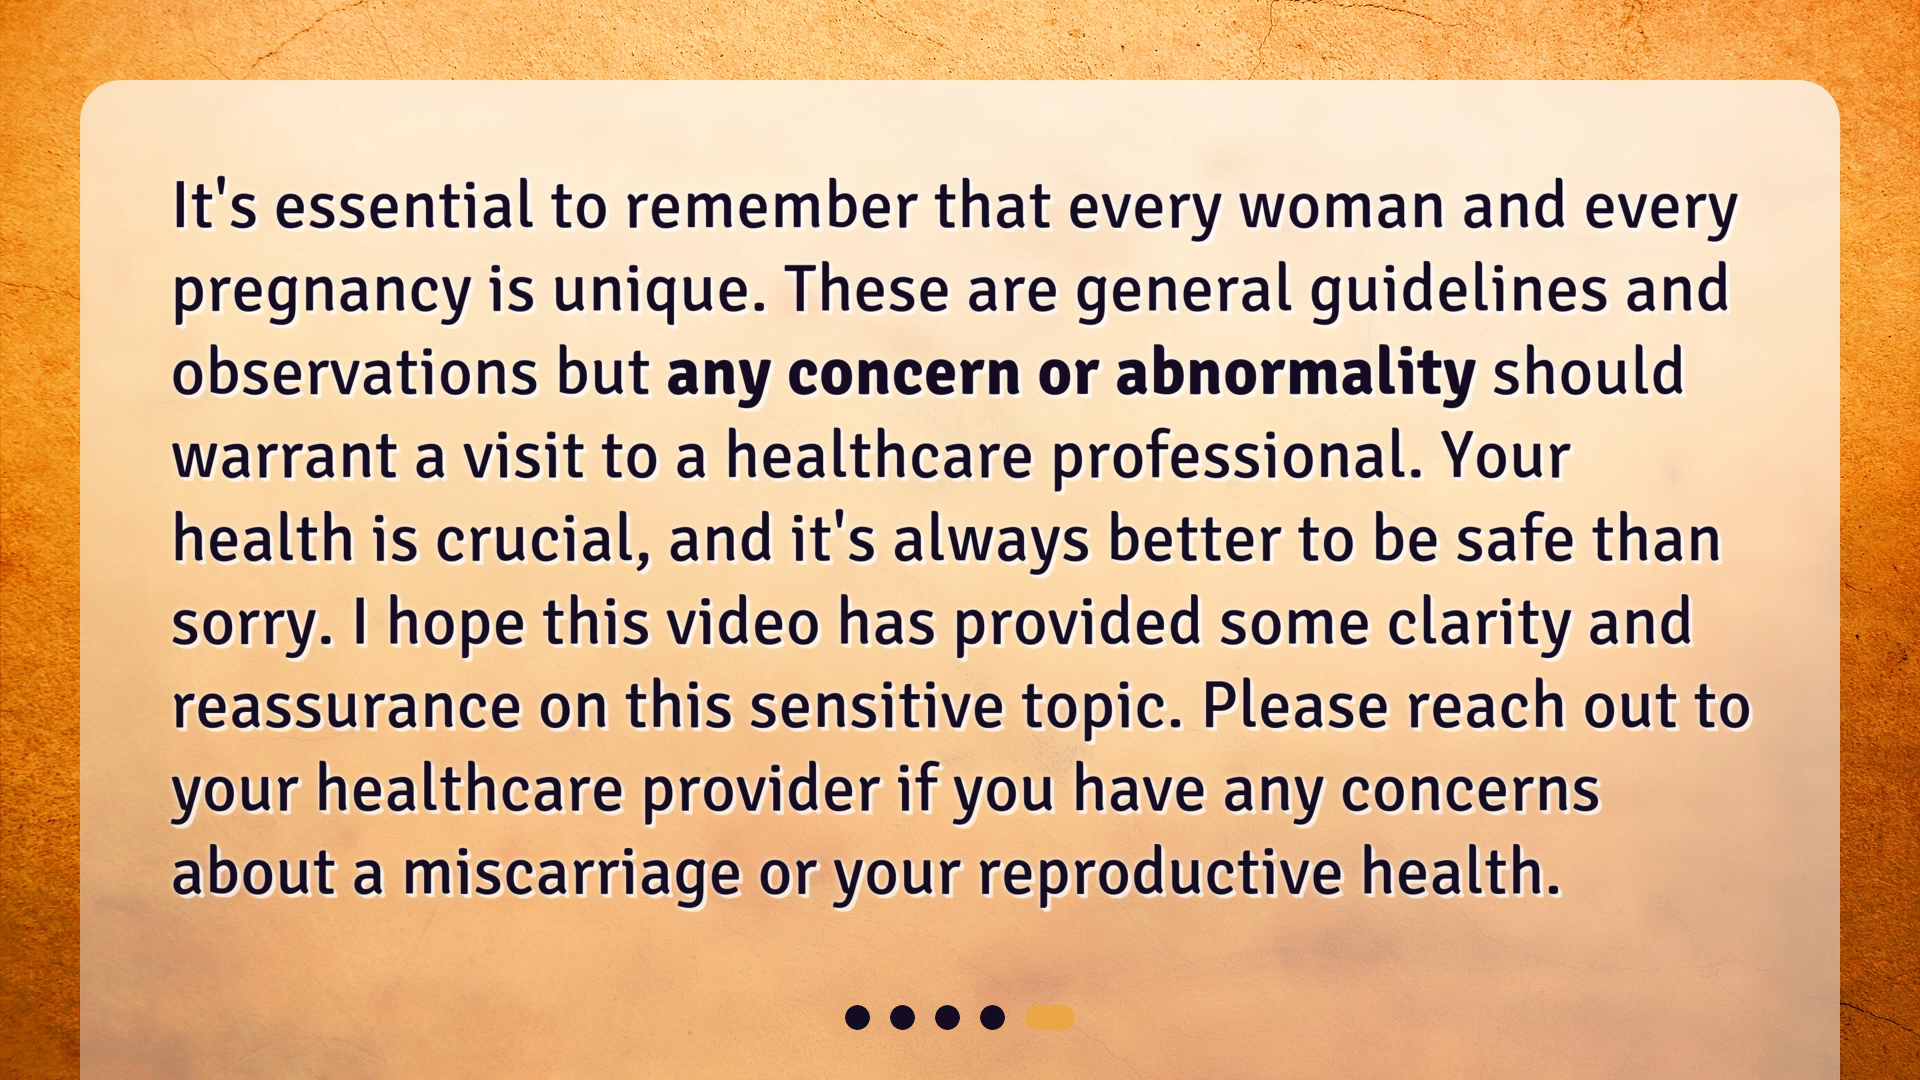 It's essential to remember that every woman and every
pregnancy is unique. These are general guidelines and
observations but any concern or abnormality should
warrant a visit to a healthcare professional. Your
health is crucial, and it's always better to be safe than
sorry. I hope this video has provided some clarity and
reassurance on this sensitive topic. Please reach out to
your healthcare provider if you have any concerns
about a miscarriage or your reproductive health.